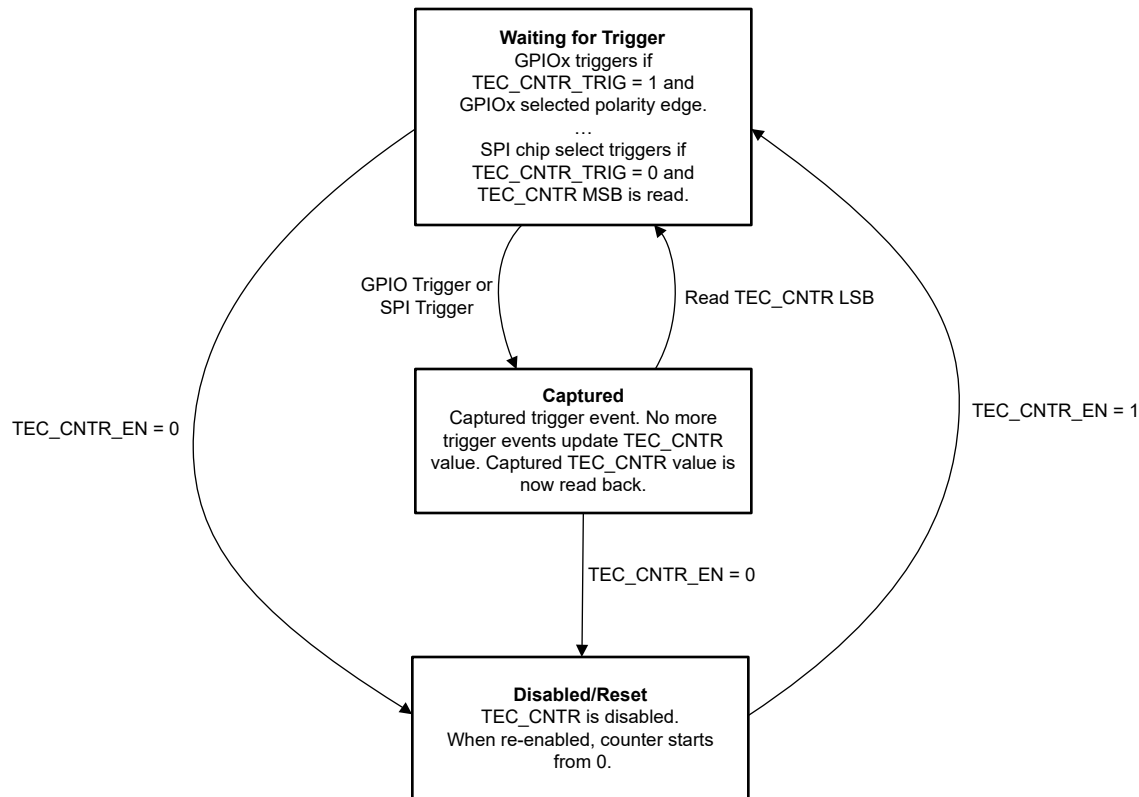 Waiting for Trigger
GPIOx triggers if
TEC_CNTR_TRIG = 1 and
GPIOx selected polarity edge.
…
SPI chip select triggers if
TEC_CNTR_TRIG = 0 and
TEC_CNTR MSB is read.
GPIO Trigger or
SPI Trigger
Read TEC_CNTR LSB
Captured
Captured trigger event. No more
trigger events update TEC_CNTR
value. Captured TEC_CNTR value is
now read back.
TEC_CNTR_EN = 0
TEC_CNTR_EN = 1
TEC_CNTR_EN = 0
Disabled/Reset
TEC_CNTR is disabled.
When re-enabled, counter starts
from 0.